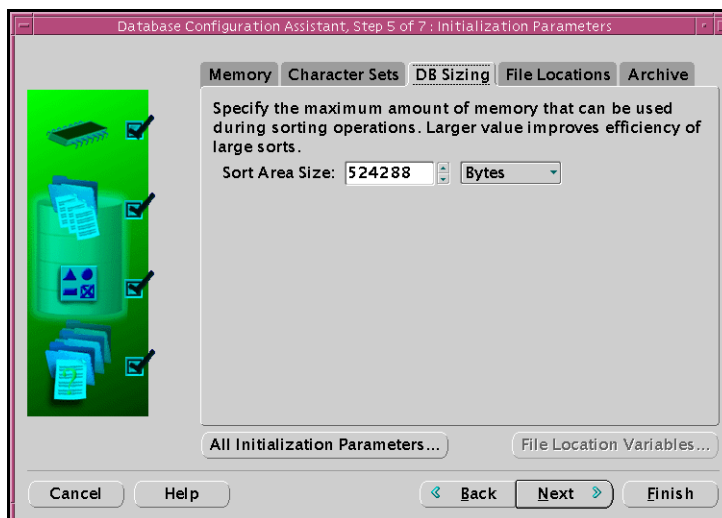 Database Configuration Assistant, Step 5 of 7 : Initialization Parameters
Memory Character Sets DB Sizing File Locations Archive
Specify the maximum amount of memory that can be used
during sorting operations. Larger value improves efficiency of
large sorts.
Sort Area Size: 524288 Bytes
All Initialization Parameters... File Location Variables...
Cancel Help Back Next Finish